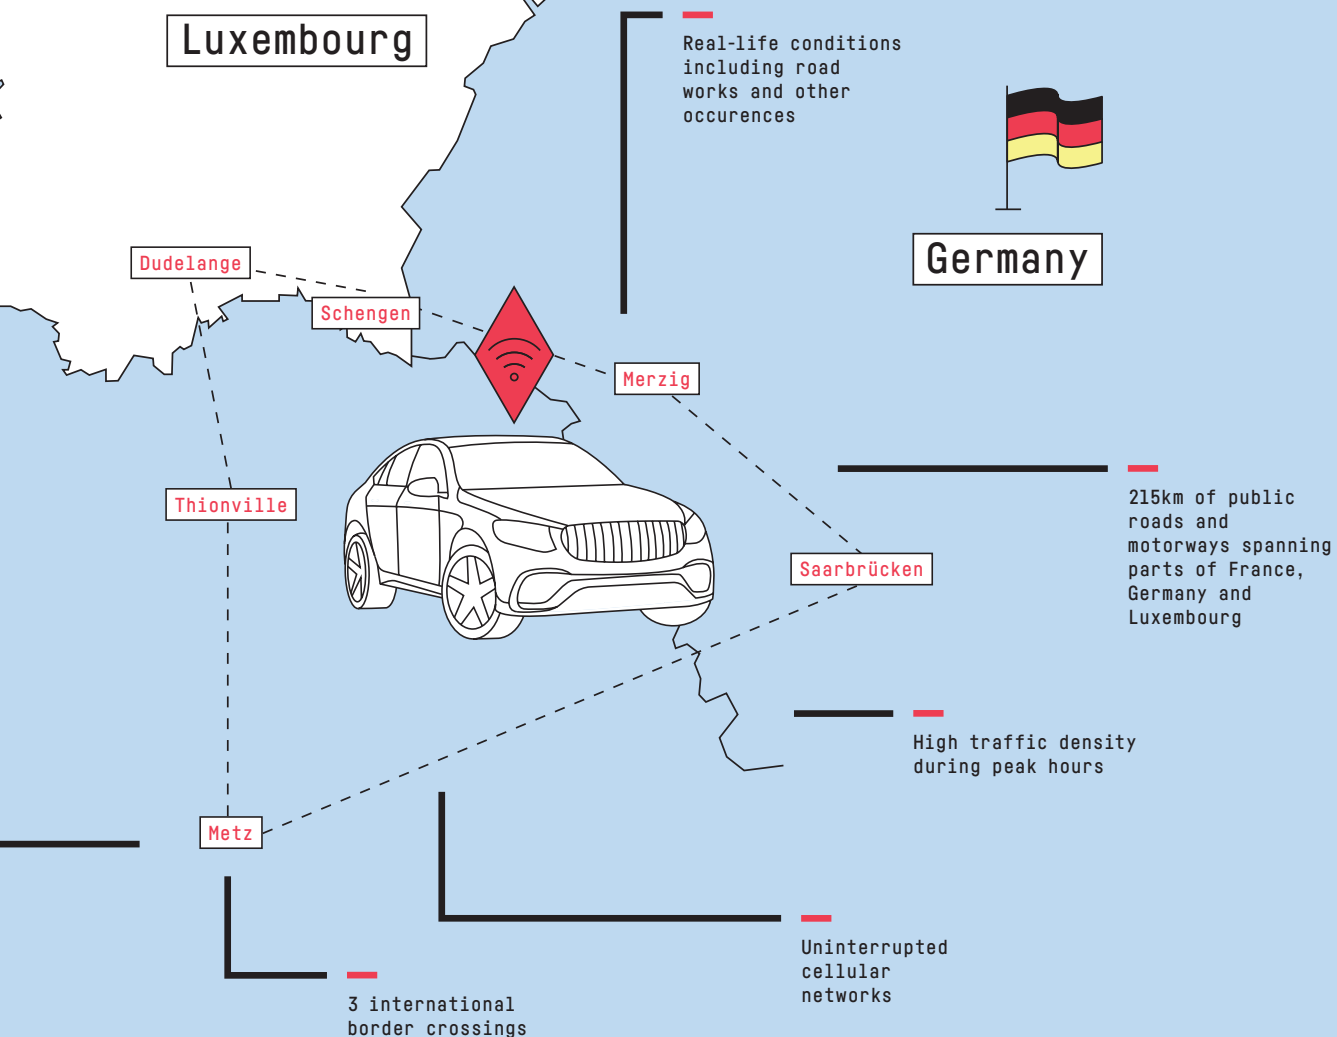 Luxembourg
Real-life conditions
including road
works and other
occurences
Germany
Dudelange
Schengen
Merzig
Thionville
215km of public
roads and
motorways spanning
parts of France,
Germany and
Luxembourg
Saarbrücken
High traffic density
during peak hours
Metz
Uninterrupted
cellular
networks
3 international
border crossings